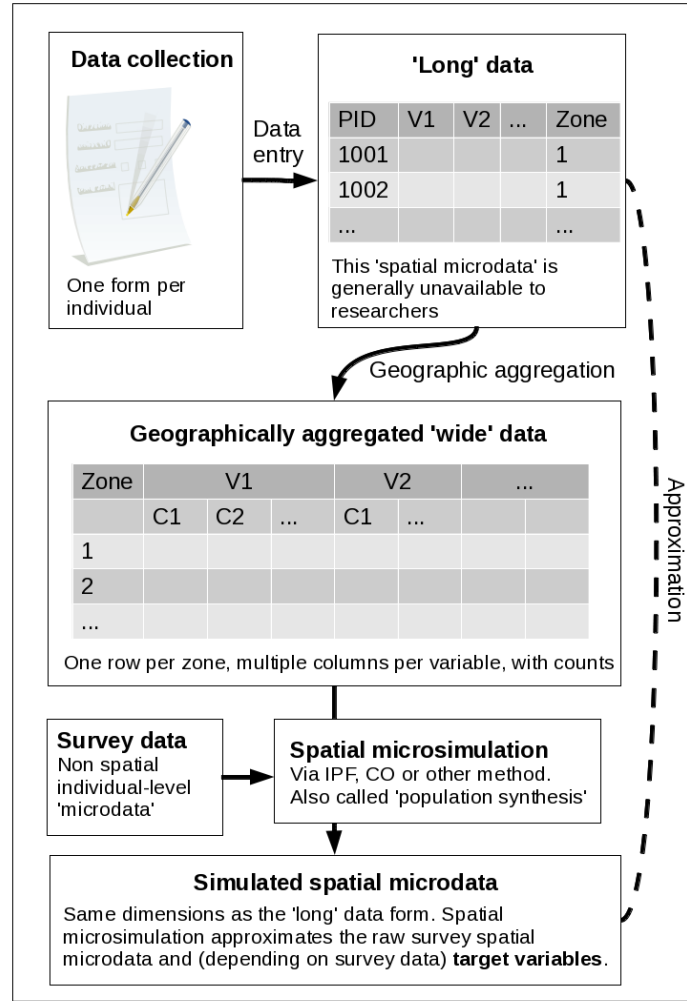 Data collection
One form per
individual
Data
entry
'Long' data
PID V1 V2 ... Zone
1001 1
1002 1
... ...
This 'spatial microdata' is
generally unavailable to
researchers
Geographic aggregation
Geographically aggregated 'wide' data
Zone V1 V2 ...
C1 C2 ... C1 ...
1
2
...
One row per zone, multiple columns per variable, with counts
Approximation
Survey data
Non spatial
individual-level
'microdata'
Spatial microsimulation
Via IPF, CO or other method.
Also called 'population synthesis'
Simulated spatial microdata
Same dimensions as the 'long' data form. Spatial
microsimulation approximates the raw survey spatial
microdata and (depending on survey data) target variables.